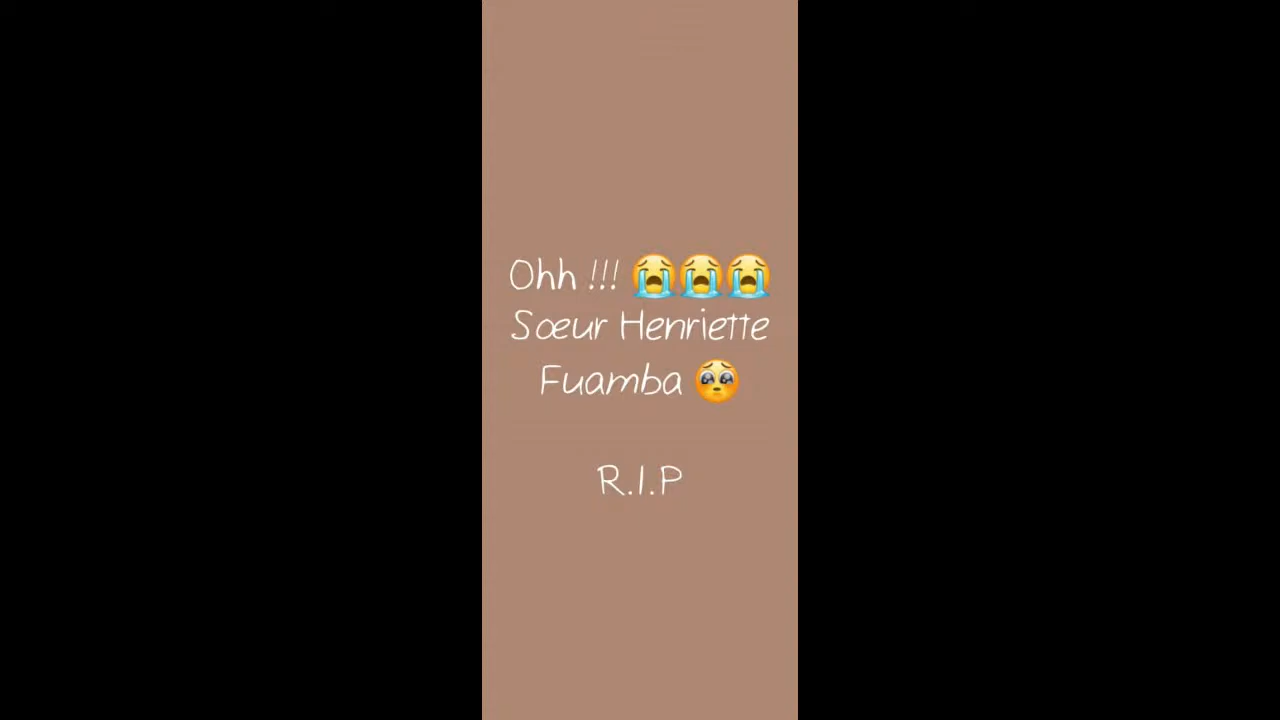 Ohh !!! 😭😭😭
Sœur Henriette
Fuamba 🥹
R.I.P